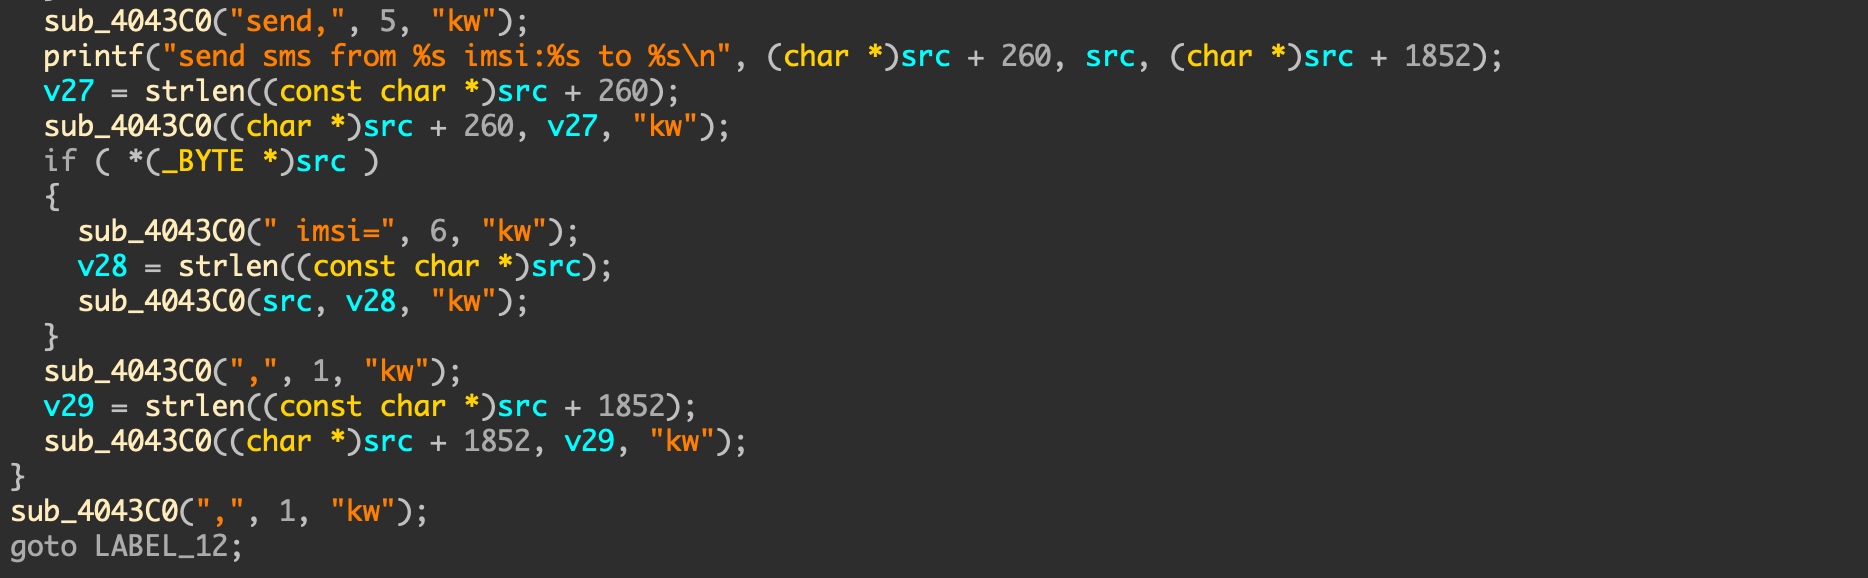 sub_4043C0("send,", 5, "kw");
printf("send sms from %s imsi:%s to %s\n", (char *)src + 260, src, (char *)src + 1852);
v27 = strlen((const char *)src + 260);
sub_4043C0((char *)src + 260, v27, "kw");
if ( *(_BYTE *)src )
{
sub_4043C0(" imsi=", 6, "kw");
v28 = strlen((const char *)src);
sub_4043C0(src, v28, "kw");
}
sub_4043C0(",", 1, "kw");
v29 = strlen((const char *)src + 1852);
sub_4043C0((char *)src + 1852, v29, "kw");
}
sub_4043C0(",", 1, "kw");
goto LABEL_12;